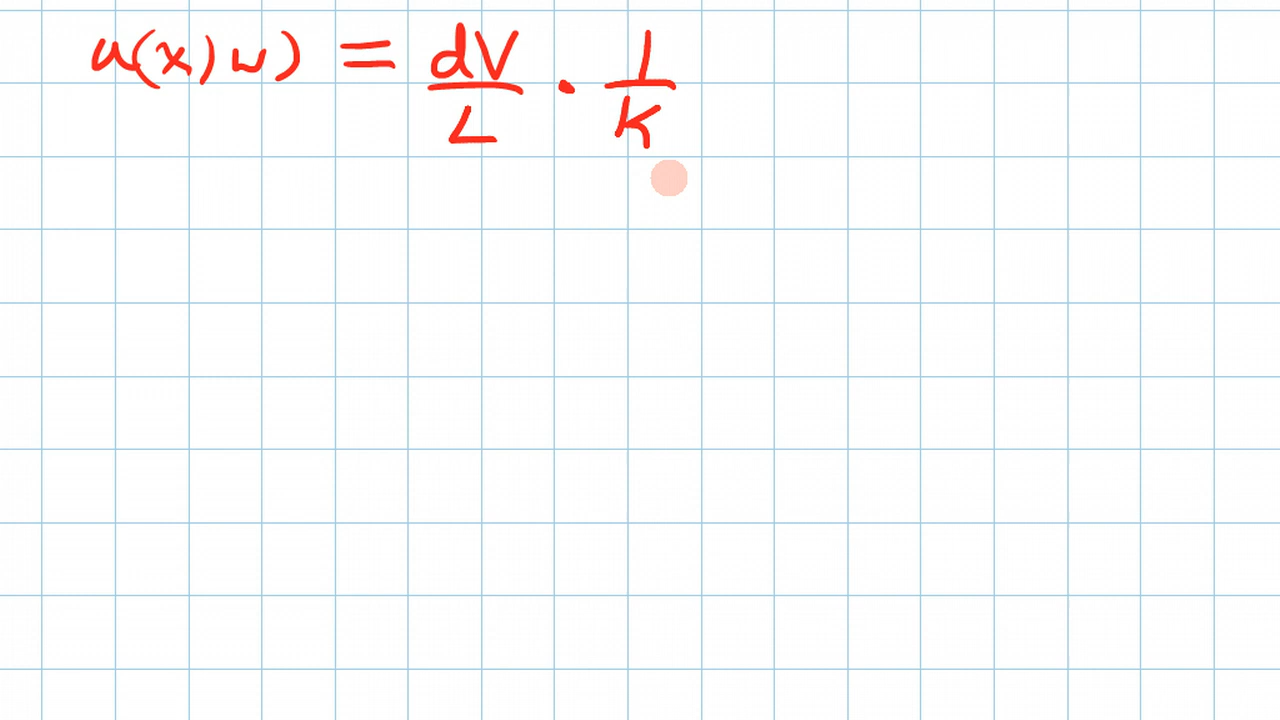 u(x)w) = dV/L · 1/K